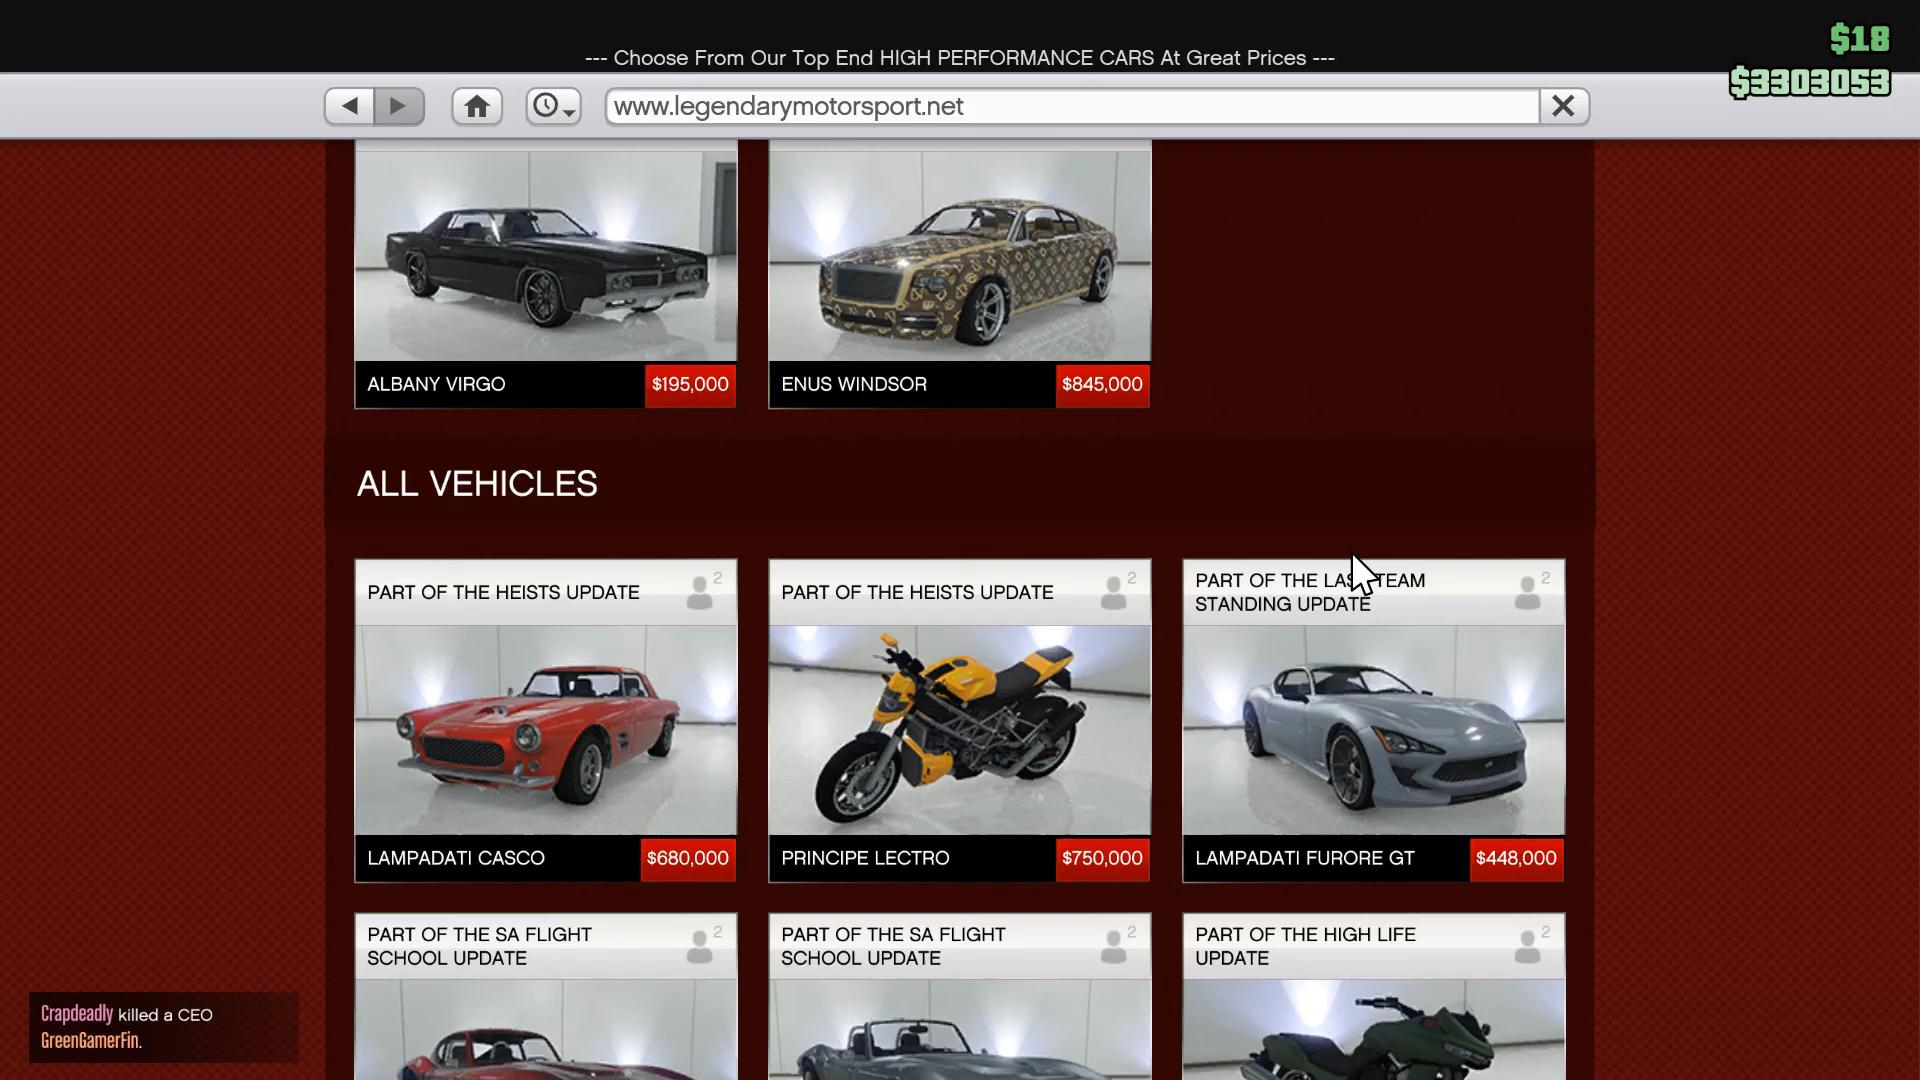 $18
--- Choose From Our Top End HIGH PERFORMANCE CARS At Great Prices ---
$3303053
www.legendarymotorsport.net
ALBANY VIRGO
$195,000
ENUS WINDSOR
$845,000
ALL VEHICLES
PART OF THE HEISTS UPDATE
2
PART OF THE HEISTS UPDATE
2
PART OF THE LAST TEAM
STANDING UPDATE
2
LAMPADATI CASCO
$680,000
PRINCIPE LECTRO
$750,000
LAMPADATI FURORE GT
$448,000
PART OF THE SA FLIGHT
SCHOOL UPDATE
2
PART OF THE SA FLIGHT
SCHOOL UPDATE
2
PART OF THE HIGH LIFE
UPDATE
2
Crapdeadly killed a CEO
GreenGamerFin.